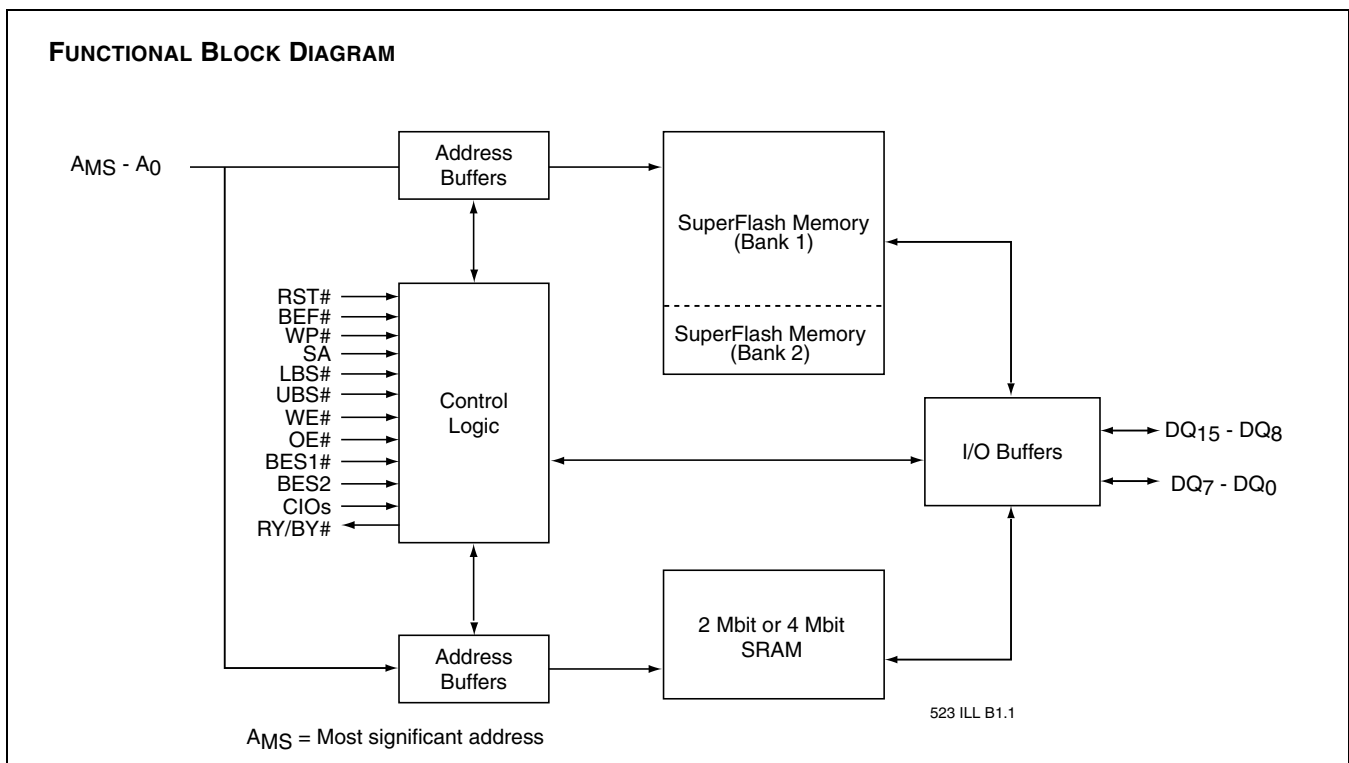 FUNCTIONAL BLOCK DIAGRAM
AMS - A0
Address
Buffers
SuperFlash Memory
(Bank 1)
SuperFlash Memory
(Bank 2)
RST#
BEF#
WP#
SA
LBS#
UBS#
WE#
OE#
BES1#
BES2
CIOs
RY/BY#
Control
Logic
I/O Buffers
DQ15 - DQ8
DQ7 - DQ0
Address
Buffers
2 Mbit or 4 Mbit
SRAM
523 ILL B1.1
AMS = Most significant address